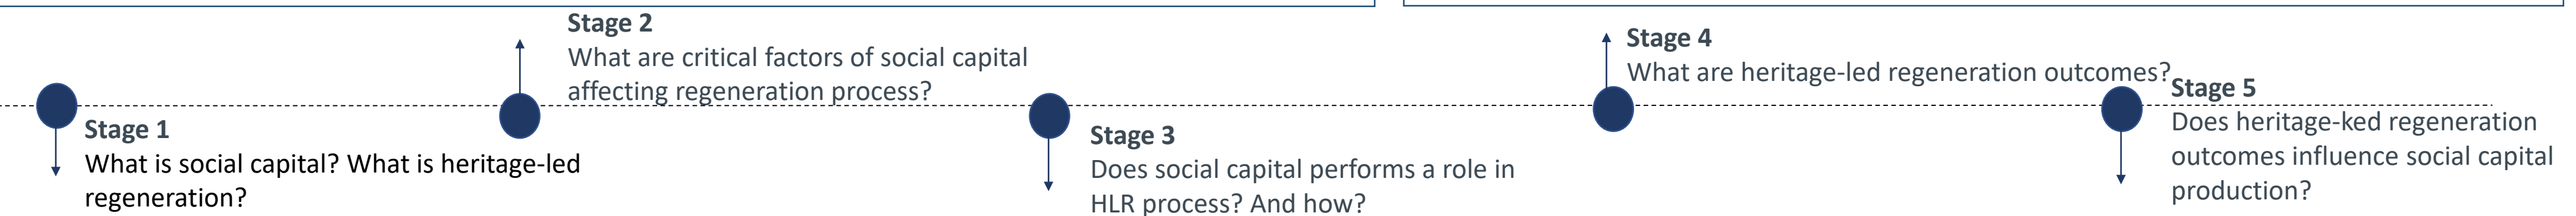 Stage 1
What is social capital? What is heritage-led
regeneration?
Stage 2
What are critical factors of social capital
affecting regeneration process?
Stage 3
Does social capital performs a role in
HLR process? And how?
Stage 4
What are heritage-led regeneration outcomes?
Stage 5
Does heritage-ked regeneration
outcomes influence social capital
production?